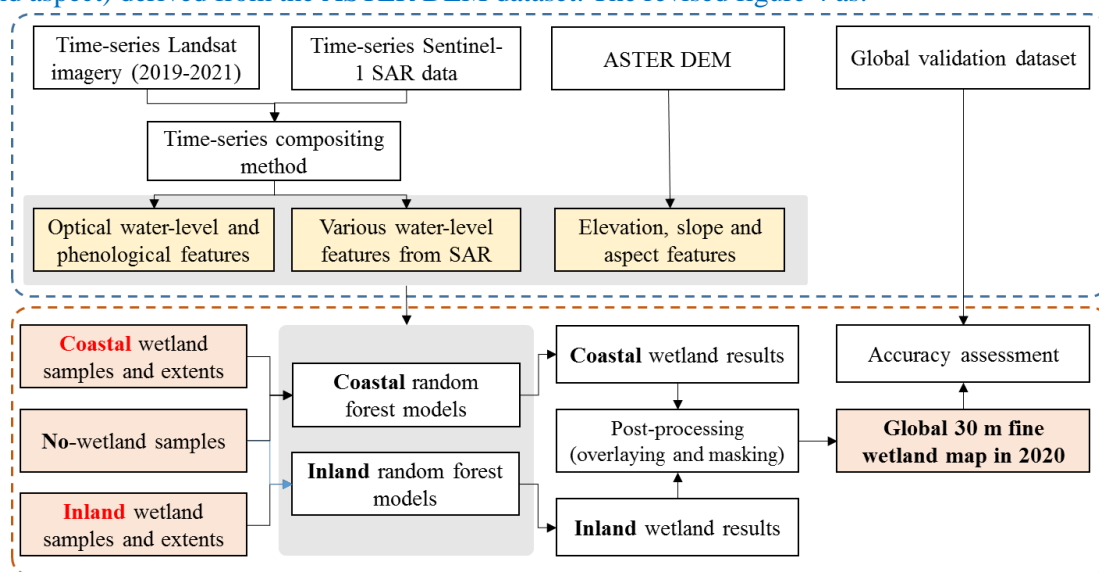 Time-series Landsat
imagery (2019-2021)
Time-series Sentinel-
1 SAR data
ASTER DEM
Global validation dataset
Time-series compositing
method
Optical water-level and
phenological features
Various water-level
features from SAR
Elevation, slope and
aspect features
Coastal wetland
samples and extents
No-wetland samples
Inland wetland
samples and extents
Coastal random
forest models
Inland random forest
models
Coastal wetland results
Post-processing
(overlaying and masking)
Inland wetland results
Accuracy assessment
Global 30 m fine
wetland map in 2020